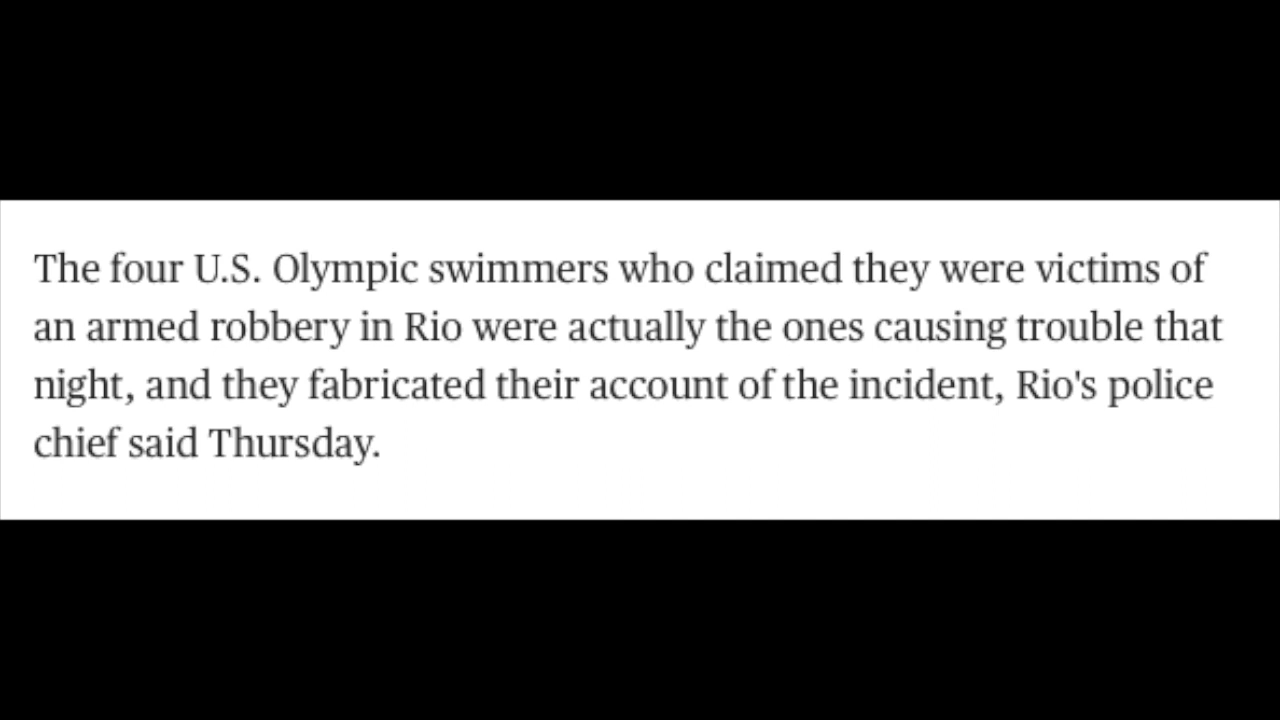 The four U.S. Olympic swimmers who claimed they were victims of
an armed robbery in Rio were actually the ones causing trouble that
night, and they fabricated their account of the incident, Rio's police
chief said Thursday.